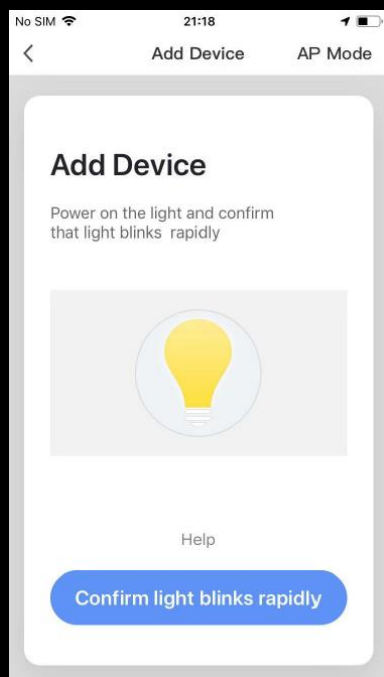 No SIM 21:18
Add Device AP Mode
Add Device
Power on the light and confirm
that light blinks rapidly
Help
Confirm light blinks rapidly